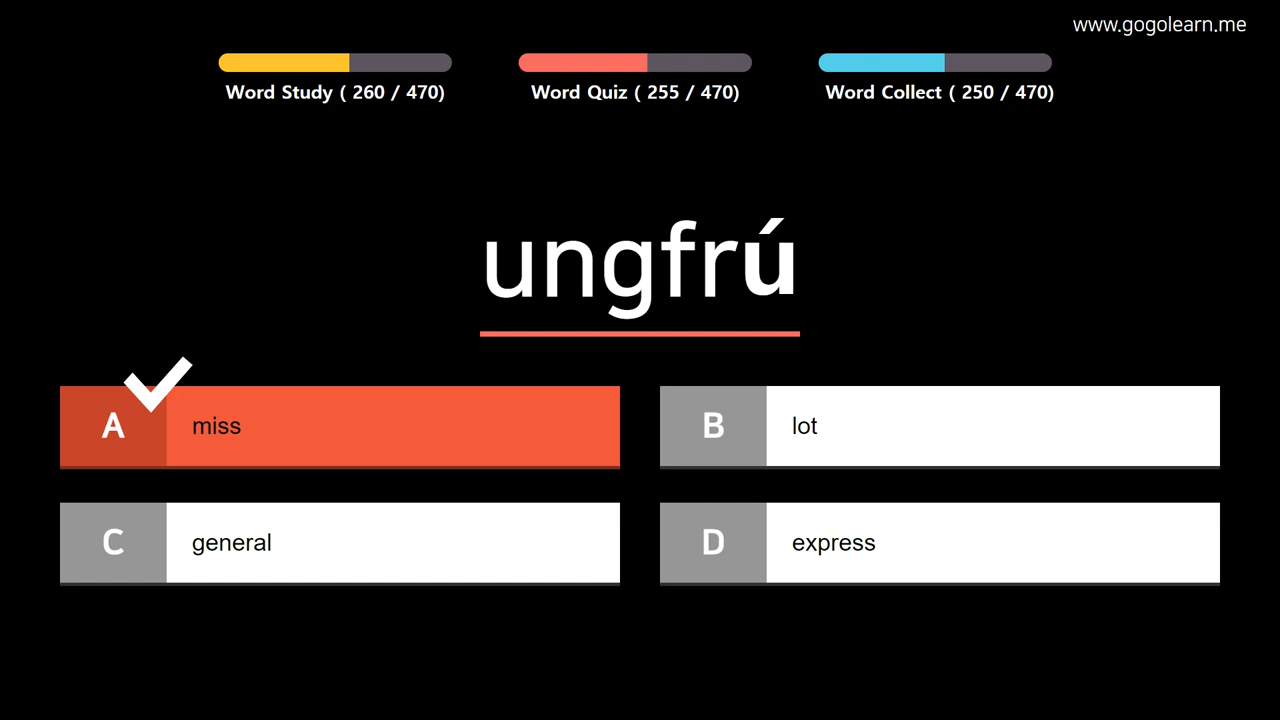 www.gogolearn.me
Word Study ( 260 / 470)
Word Quiz ( 255 / 470)
Word Collect ( 250 / 470)
ungfrú
A miss
B lot
C general
D express